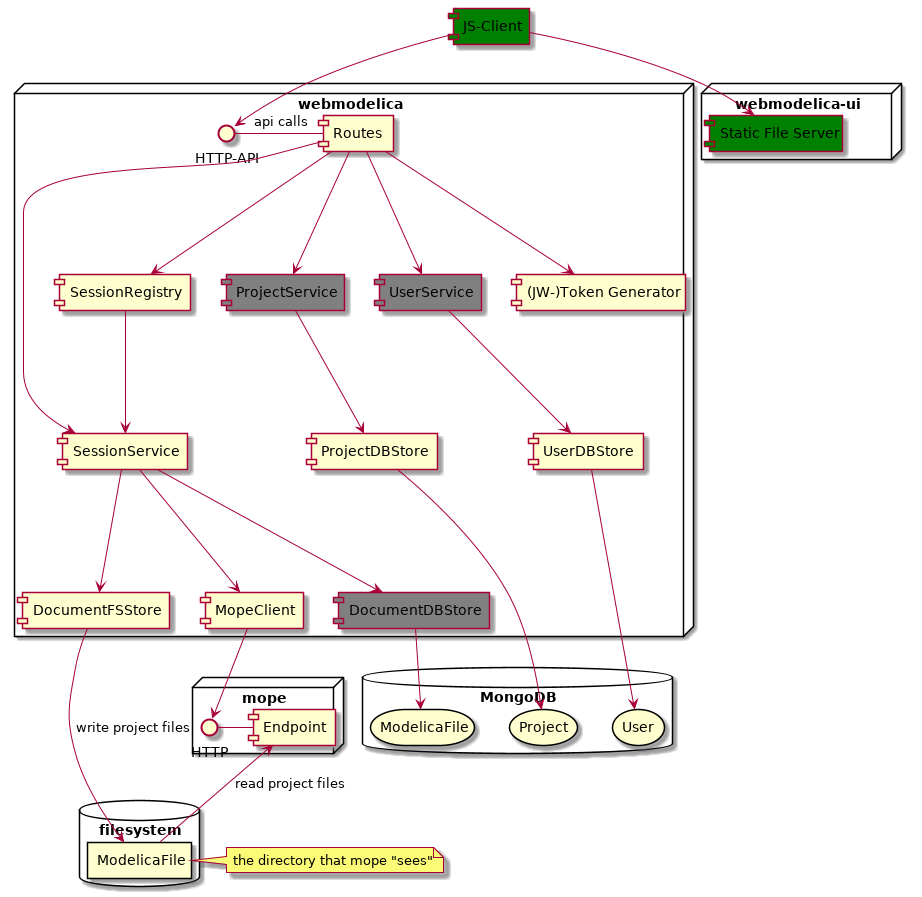 JS-Client
webmodelica
webmodelica-ui
api calls
Routes
Static File Server
HTTP-API
SessionRegistry
ProjectService
UserService
(JW-)Token Generator
SessionService
ProjectDBStore
UserDBStore
DocumentFSStore
MopeClient
DocumentDBStore
mope
MongoDB
write project files
Endpoint
ModelicaFile
Project
User
HTTP
read project files
filesystem
ModelicaFile
the directory that mope "sees"